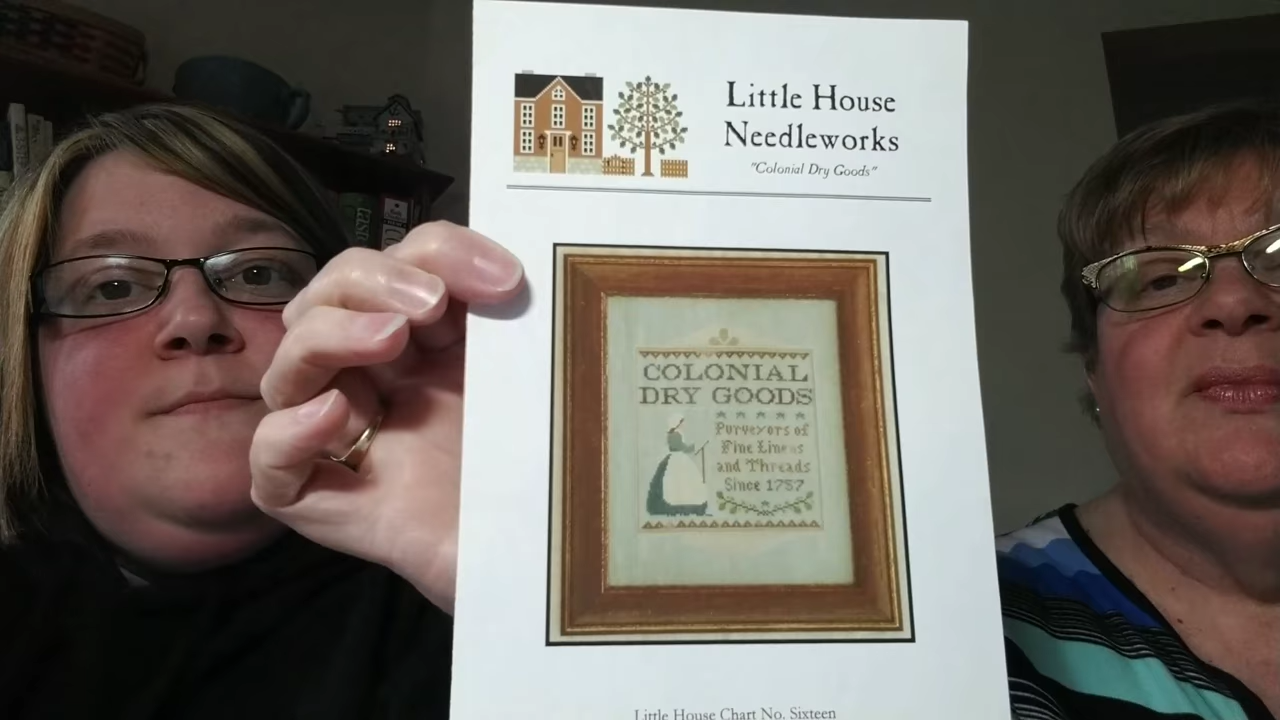 Little House
Needleworks
"Colonial Dry Goods"
COLONIAL
DRY GOODS
Purveyors of
Fine Linens
and Threads
Since 1757
Little House Chart No. Sixteen